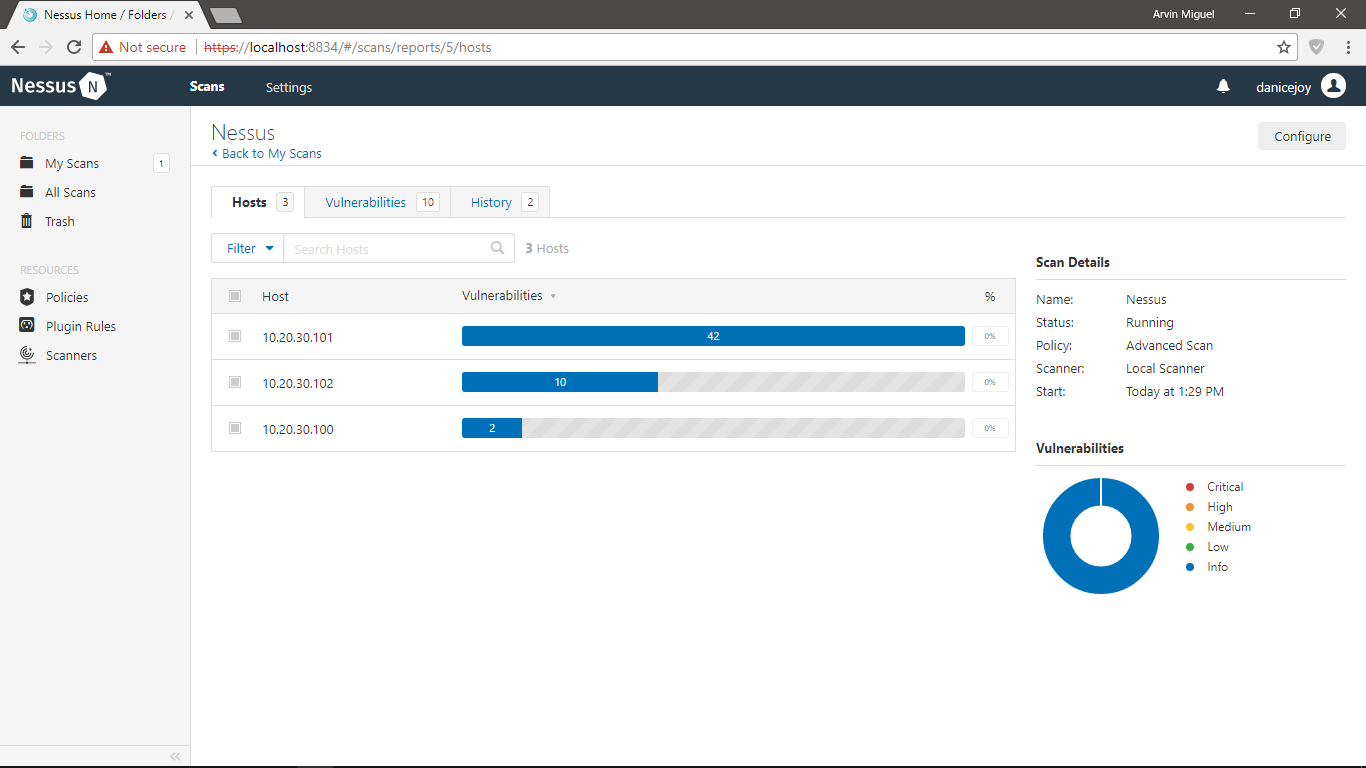 Nessus Home / Folders /
Arvin Miguel
Not secure https://localhost:8834/#/scans/reports/5/hosts
Nessus N ™
Scans
Settings
danicejoy
FOLDERS
My Scans 1
All Scans
Trash
RESOURCES
Policies
Plugin Rules
Scanners
Nessus
Back to My Scans
Configure
Hosts 3
Vulnerabilities 10
History 2
Filter
Search Hosts
3 Hosts
Host Vulnerabilities %
10.20.30.101 42 0%
10.20.30.102 10 0%
10.20.30.100 2 0%
Scan Details
Name: Nessus
Status: Running
Policy: Advanced Scan
Scanner: Local Scanner
Start: Today at 1:29 PM
Vulnerabilities
Critical
High
Medium
Low
Info